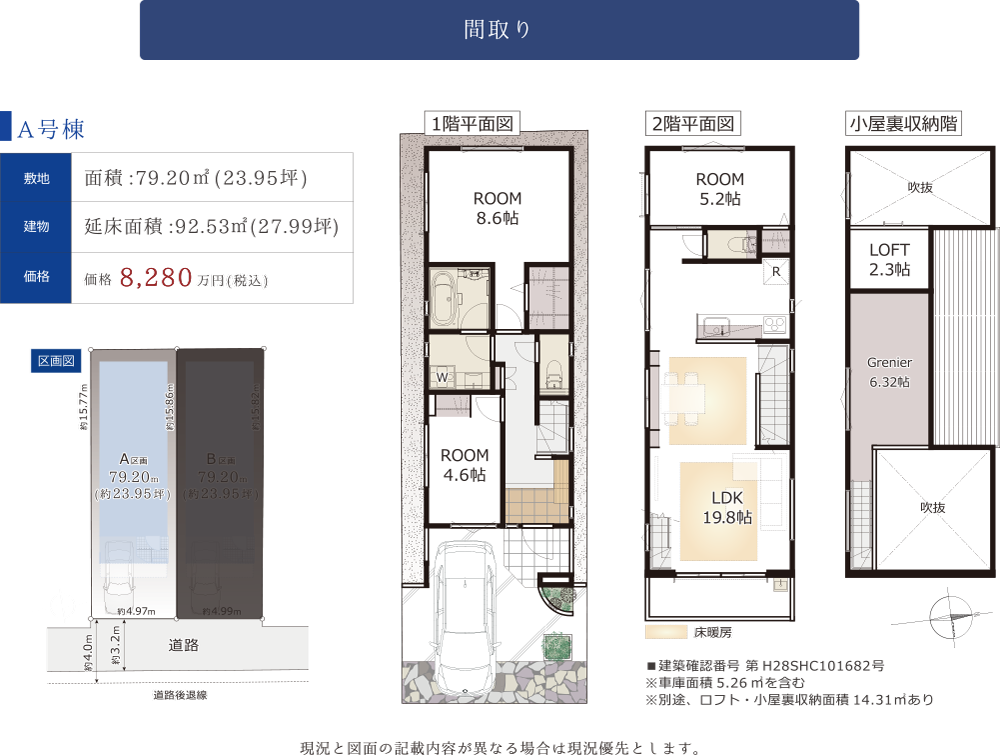 間取り
A号棟
敷地 面積:79.20㎡(23.95坪)
建物 延床面積:92.53㎡(27.99坪)
価格 価格 8,280万円(税込)
区画図
約15.77m
約15.86m
約15.82m
A区画
79.20m
(約23.95坪)
B区画
79.20m
(約23.95坪)
約4.97m
約4.99m
約4.0m
約3.2m
道路
道路後退線
1階平面図
ROOM
8.6帖
W
ROOM
4.6帖
2階平面図
ROOM
5.2帖
R
LDK
19.8帖
床暖房
小屋裏収納階
吹抜
LOFT
2.3帖
Grenier
6.32帖
吹抜
■建築確認番号 第H28SHC101682号
※車庫面積 5.26㎡を含む
※別途、ロフト・小屋裏収納面積 14.31㎡あり
現況と図面の記載内容が異なる場合は現況優先とします。